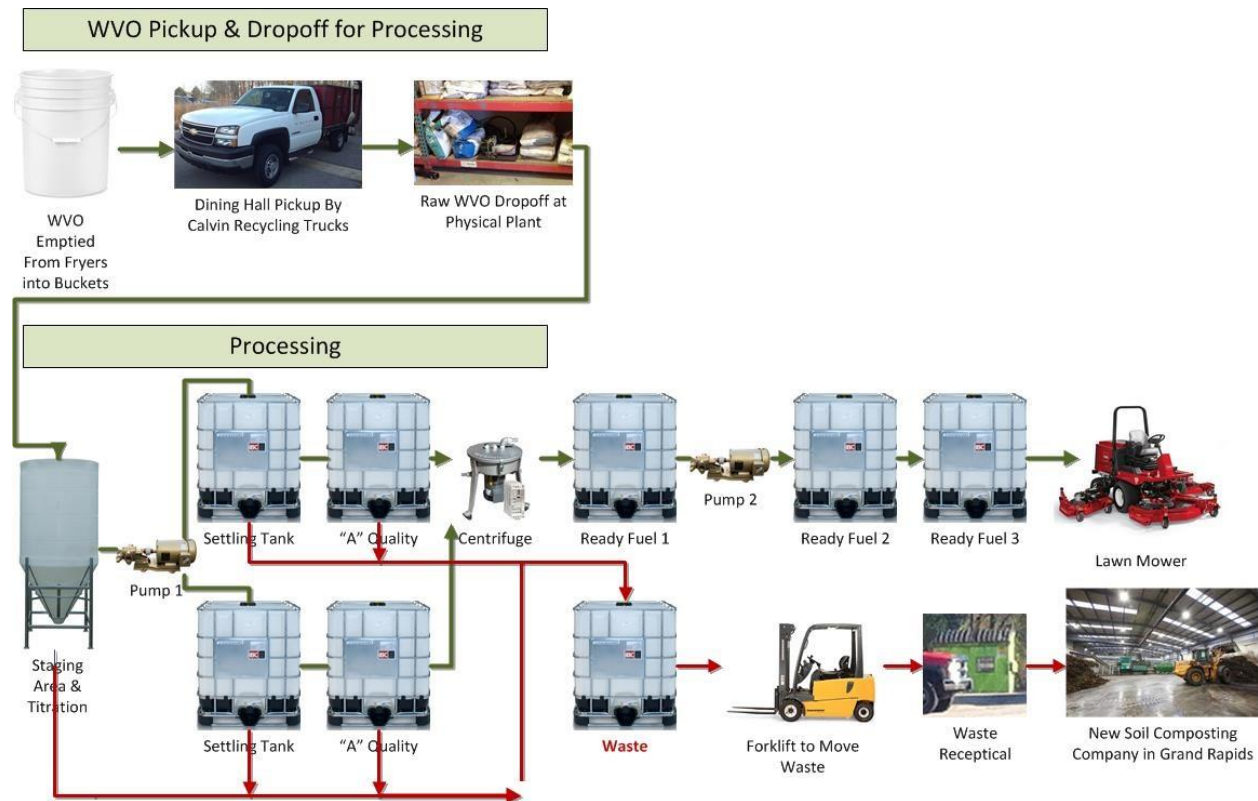 WVO Pickup & Dropoff for Processing
WVO
Emptied
From Fryers
into Buckets
Dining Hall Pickup By
Calvin Recycling Trucks
Raw WVO Dropoff at
Physical Plant
Processing
Staging
Area &
Titration
Pump 1
Settling Tank
"A" Quality
Centrifuge
Ready Fuel 1
Pump 2
Ready Fuel 2
Ready Fuel 3
Lawn Mower
Settling Tank
"A" Quality
Waste
Forklift to Move
Waste
Waste
Receptical
New Soil Composting
Company in Grand Rapids